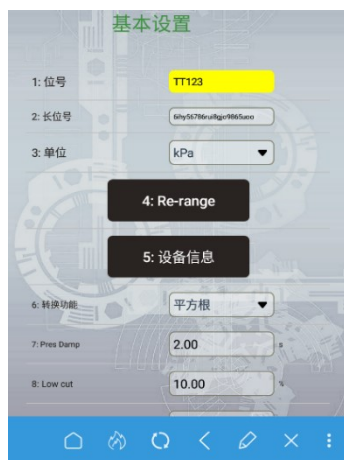 基本设置
1: 位号 TT123
2: 长位号
3: 单位 kPa
4: Re-range
5: 设备信息
6: 转换功能 平方根
7: Pres Damp 2.00 s
8: Low cut 10.00 %